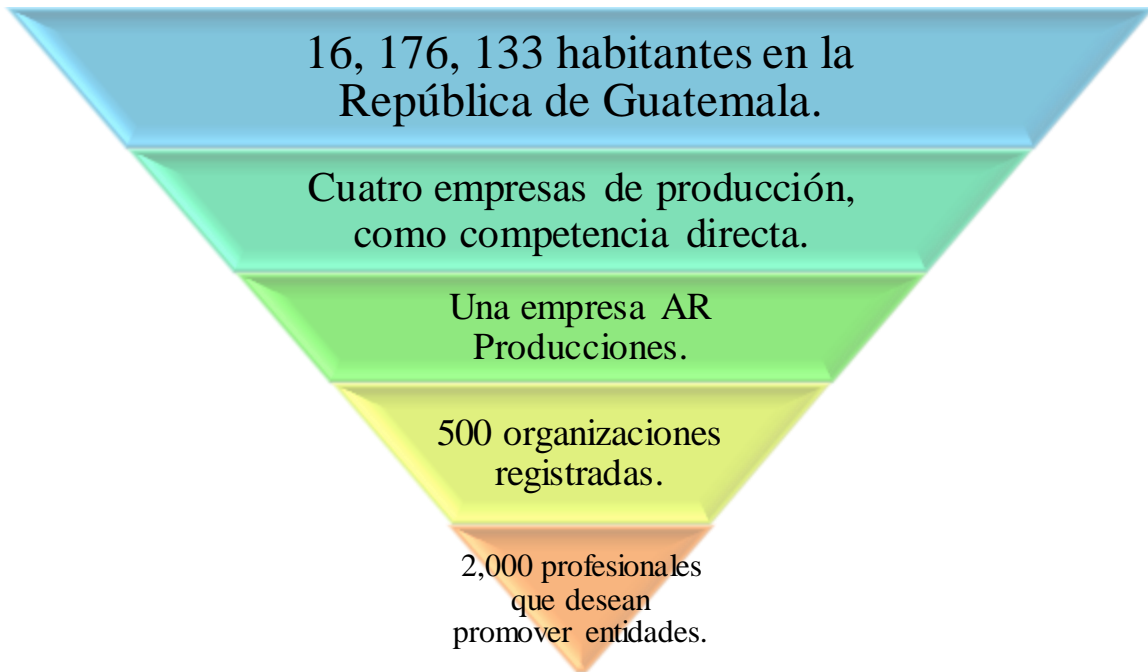 16, 176, 133 habitantes en la
República de Guatemala.
Cuatro empresas de producción,
como competencia directa.
Una empresa AR
Producciones.
500 organizaciones
registradas.
2,000 profesionales
que desean
promover entidades.